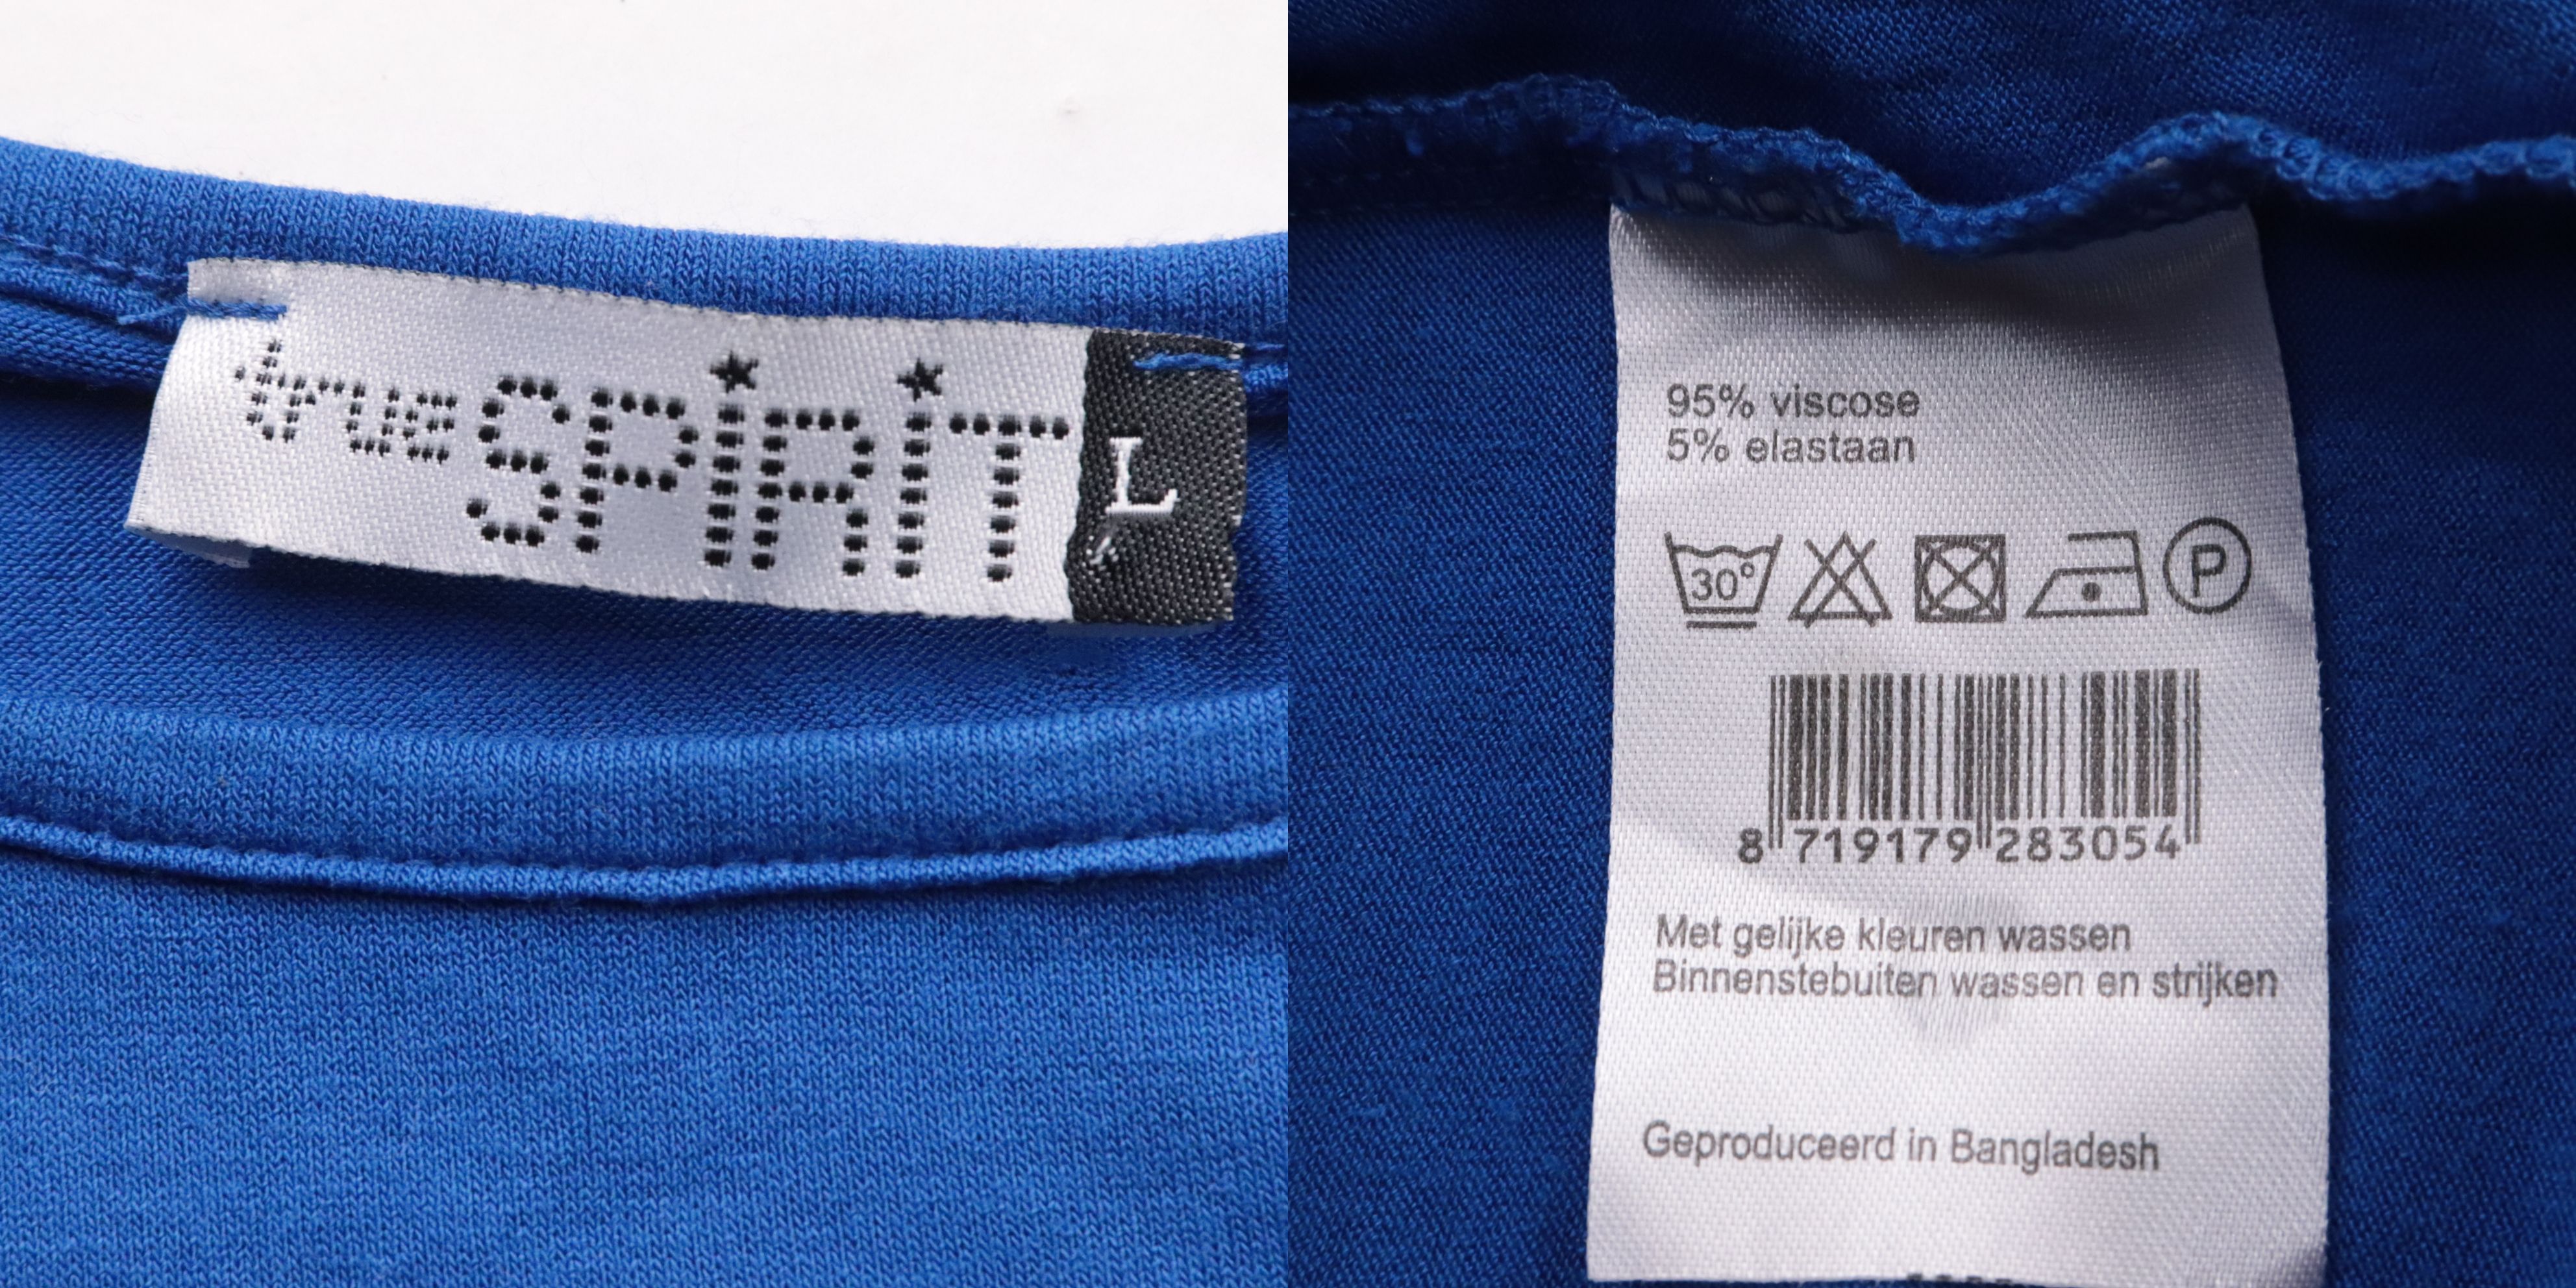 true SPIRIT L
95% viscose
5% elastaan
30° P
8 719179 283054
Met gelijke kleuren wassen
Binnenstebuiten wassen en strijken
Geproduceerd in Bangladesh